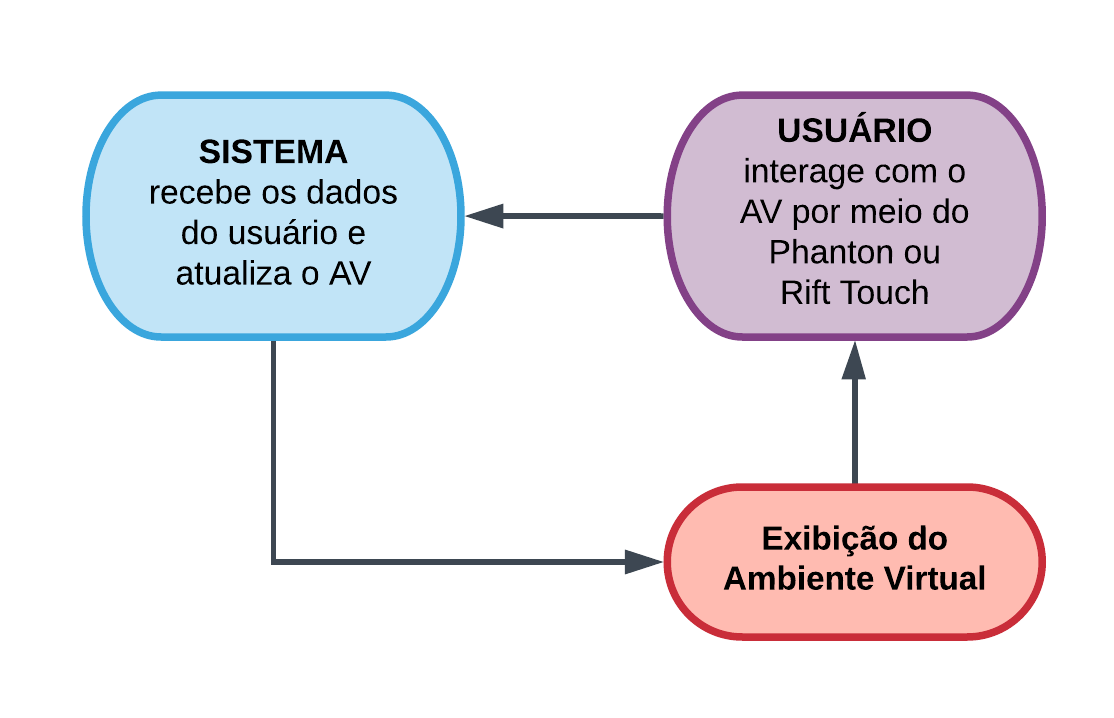 SISTEMA
recebe os dados
do usuário e
atualiza o AV
USUÁRIO
interage com o
AV por meio do
Phanton ou
Rift Touch
Exibição do
Ambiente Virtual